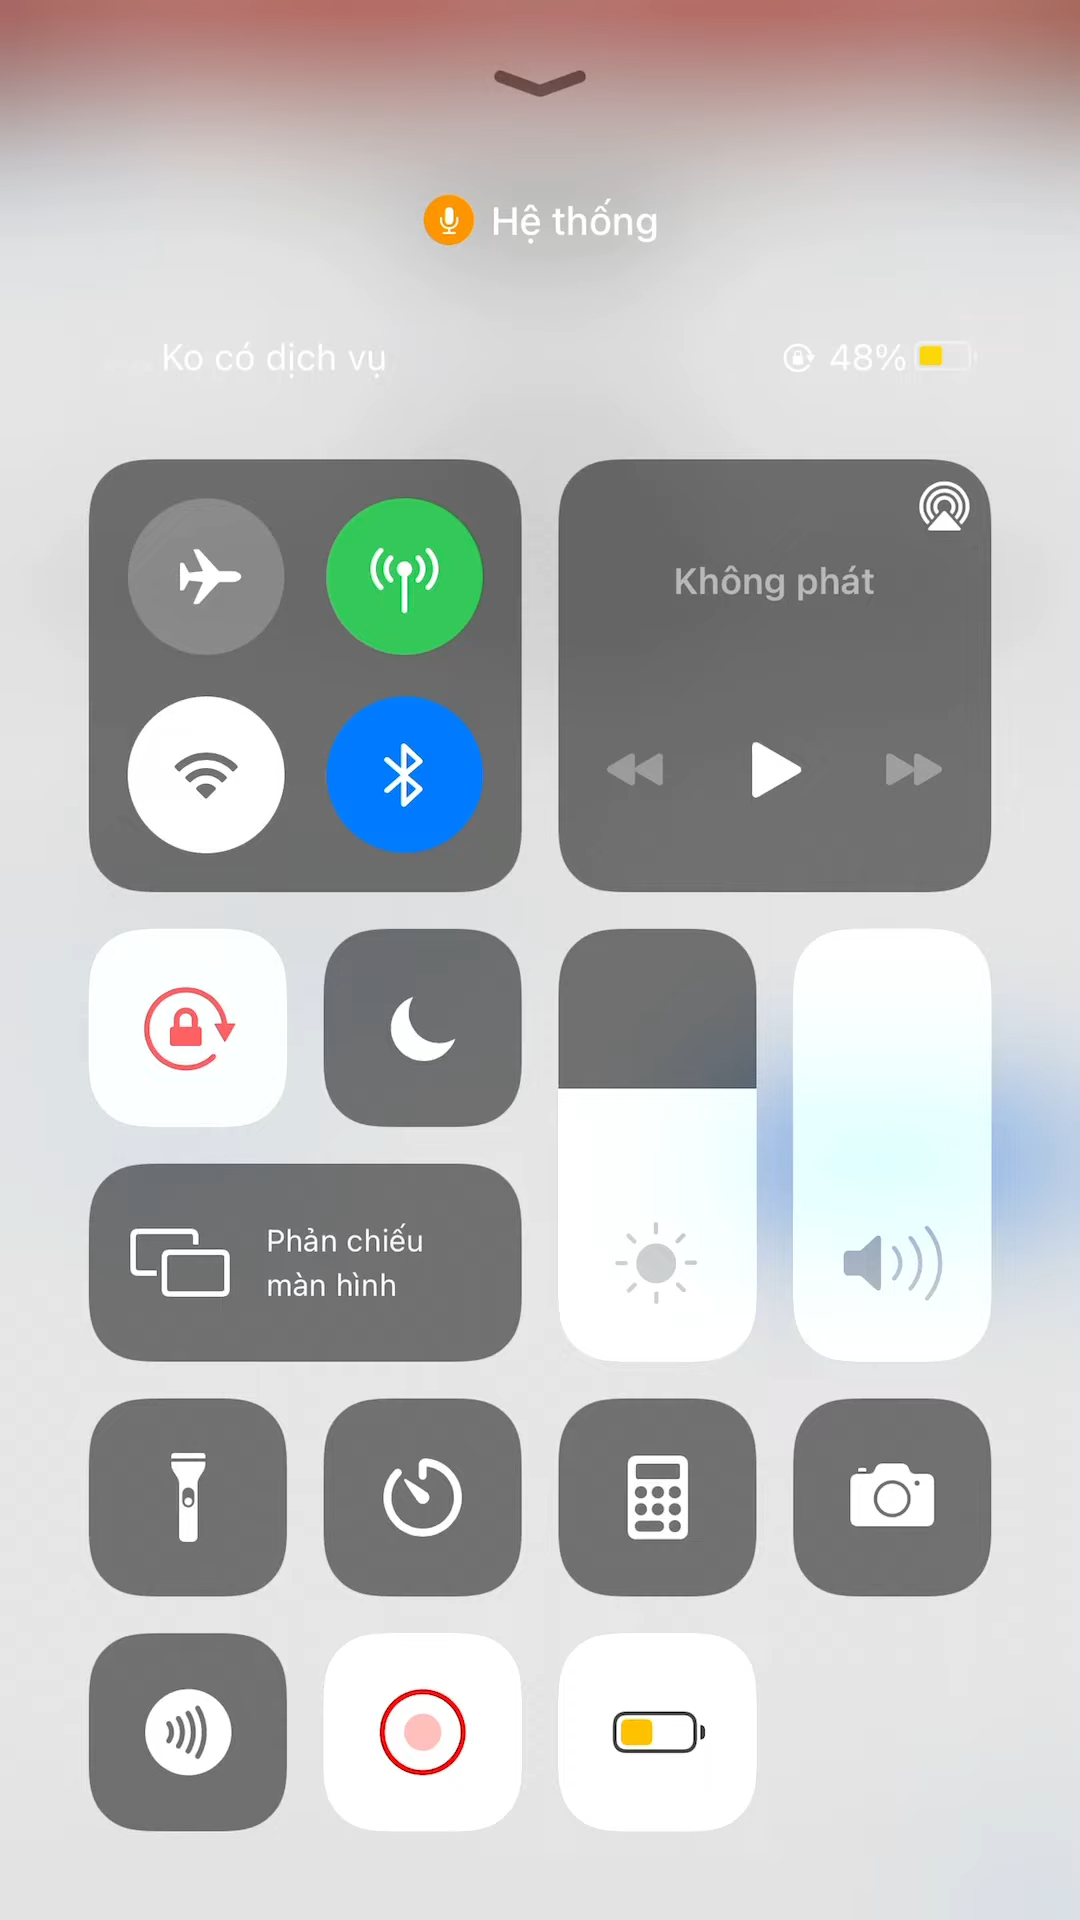 Hệ thống
Ko có dịch vụ
48%
Không phát
Phản chiếu
màn hình